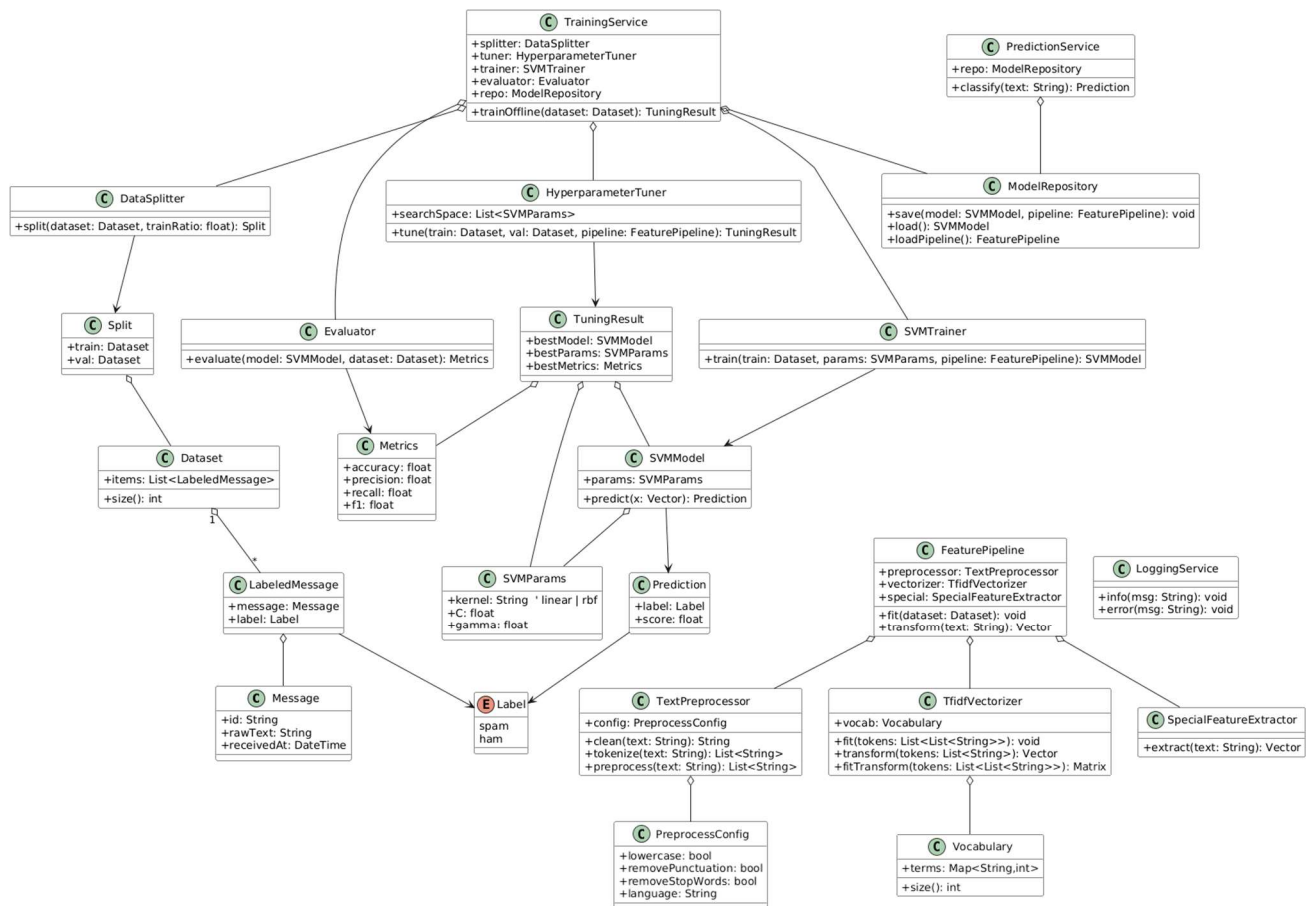 C TrainingService
+splitter: DataSplitter
+tuner: HyperparameterTuner
+trainer: SVMTrainer
+evaluator: Evaluator
+repo: ModelRepository
+trainOffline(dataset: Dataset): TuningResult
C PredictionService
+repo: ModelRepository
+classify(text: String): Prediction
C DataSplitter
+split(dataset: Dataset, trainRatio: float): Split
C HyperparameterTuner
+searchSpace: List<SVMParams>
+tune(train: Dataset, val: Dataset, pipeline: FeaturePipeline): TuningResult
C ModelRepository
+save(model: SVMModel, pipeline: FeaturePipeline): void
+load(): SVMModel
+loadPipeline(): FeaturePipeline
C Split
+train: Dataset
+val: Dataset
C Evaluator
+evaluate(model: SVMModel, dataset: Dataset): Metrics
C TuningResult
+bestModel: SVMModel
+bestParams: SVMParams
+bestMetrics: Metrics
C SVMTrainer
+train(train: Dataset, params: SVMParams, pipeline: FeaturePipeline): SVMModel
C Dataset
+items: List<LabeledMessage>
+size(): int
1
*
C Metrics
+accuracy: float
+precision: float
+recall: float
+f1: float
C SVMModel
+params: SVMParams
+predict(x: Vector): Prediction
C LabeledMessage
+message: Message
+label: Label
C SVMParams
+kernel: String ' linear | rbf
+C: float
+gamma: float
C Prediction
+label: Label
+score: float
C FeaturePipeline
+preprocessor: TextPreprocessor
+vectorizer: TfidfVectorizer
+special: SpecialFeatureExtractor
+fit(dataset: Dataset): void
+transform(text: String): Vector
C LoggingService
+info(msg: String): void
+error(msg: String): void
C Message
+id: String
+rawText: String
+receivedAt: DateTime
E Label
spam
ham
C TextPreprocessor
+config: PreprocessConfig
+clean(text: String): String
+tokenize(text: String): List<String>
+preprocess(text: String): List<String>
C TfidfVectorizer
+vocab: Vocabulary
+fit(tokens: List<List<String>>): void
+transform(tokens: List<String>): Vector
+fitTransform(tokens: List<List<String>>): Matrix
C SpecialFeatureExtractor
+extract(text: String): Vector
C PreprocessConfig
+lowercase: bool
+removePunctuation: bool
+removeStopWords: bool
+language: String
C Vocabulary
+terms: Map<String,int>
+size(): int